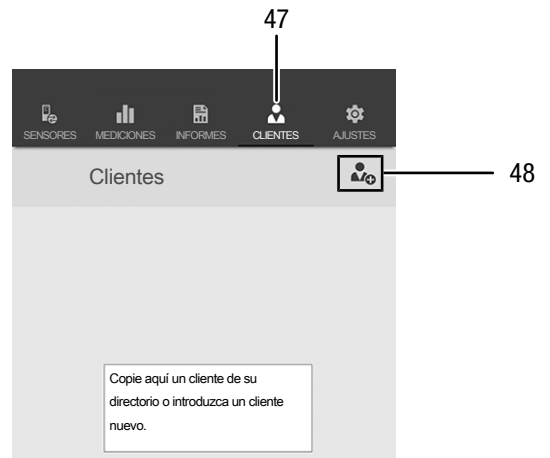 47
SENSORES MEDICIONES INFORMES CLIENTES AJUSTES
Clientes
48
Copie aquí un cliente de su
directorio o introduzca un cliente
nuevo.